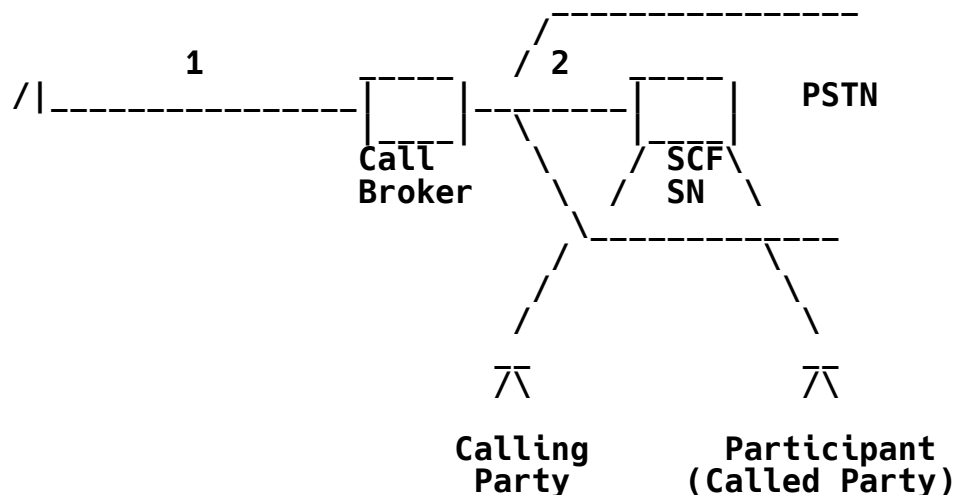 1 2
PSTN
Call SCF
Broker SN
Calling Participant
Party (Called Party)